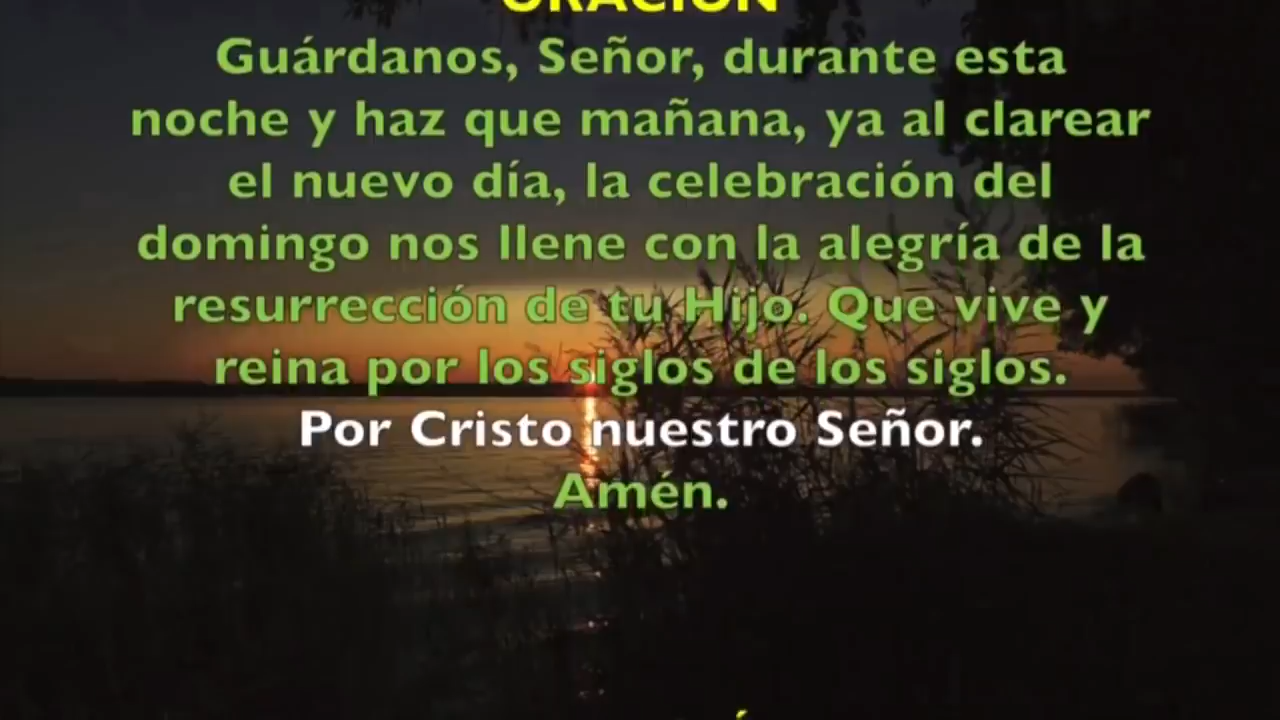 ORACIÓN
Guárdanos, Señor, durante esta
noche y haz que mañana, ya al clarear
el nuevo día, la celebración del
domingo nos llene con la alegría de la
resurrección de tu Hijo. Que vive y
reina por los siglos de los siglos.
Por Cristo nuestro Señor.
Amén.